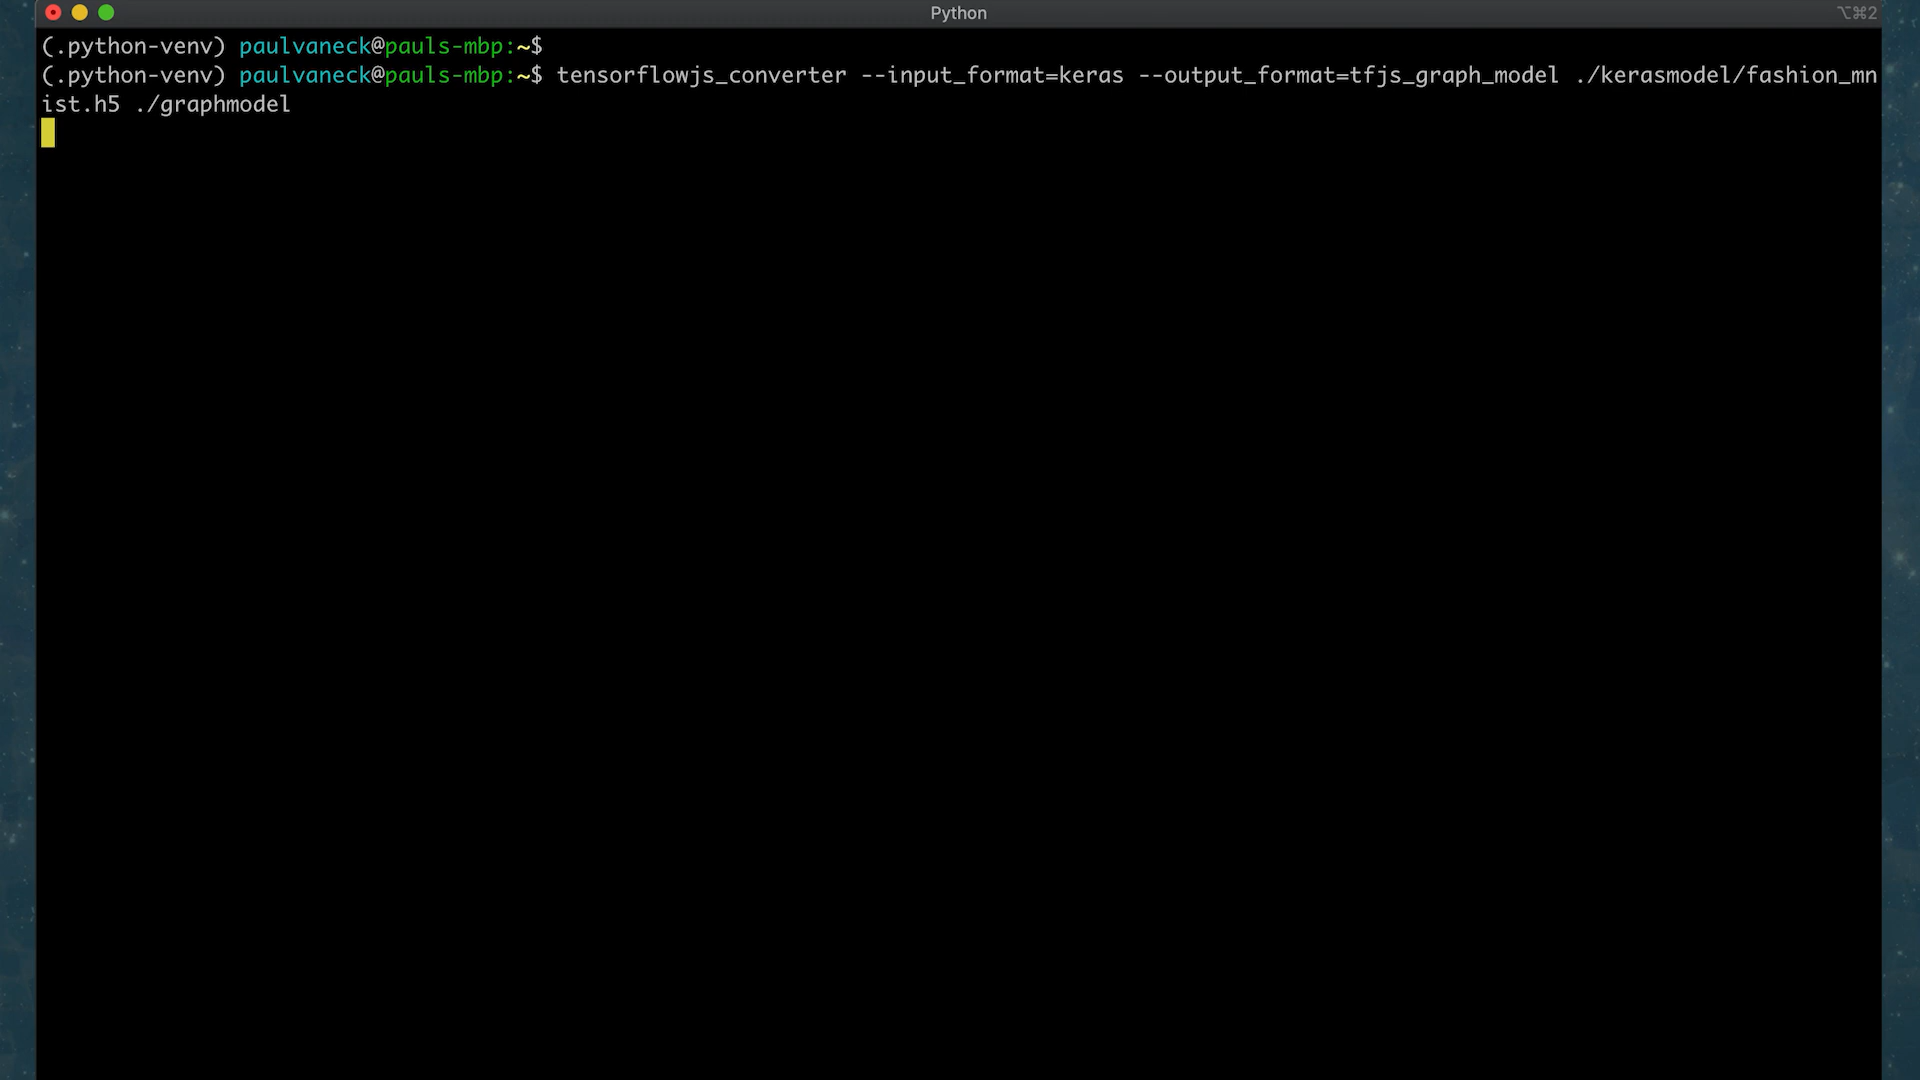 Python
⌥⌘2
(.python-venv) paulvaneck@pauls-mbp:~$
(.python-venv) paulvaneck@pauls-mbp:~$ tensorflowjs_converter --input_format=keras --output_format=tfjs_graph_model ./kerasmodel/fashion_mn
ist.h5 ./graphmodel